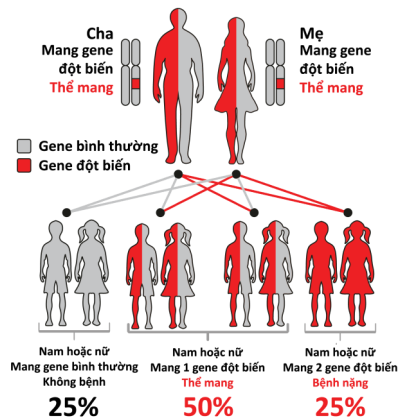 Cha
Mang gene
đột biến
Thể mang
Mẹ
Mang gene
đột biến
Thể mang
Gene bình thường
Gene đột biến
Nam hoặc nữ
Mang gene bình thường
Không bệnh
25%
Nam hoặc nữ
Mang 1 gene đột biến
Thể mang
50%
Nam hoặc nữ
Mang 2 gene đột biến
Bệnh nặng
25%